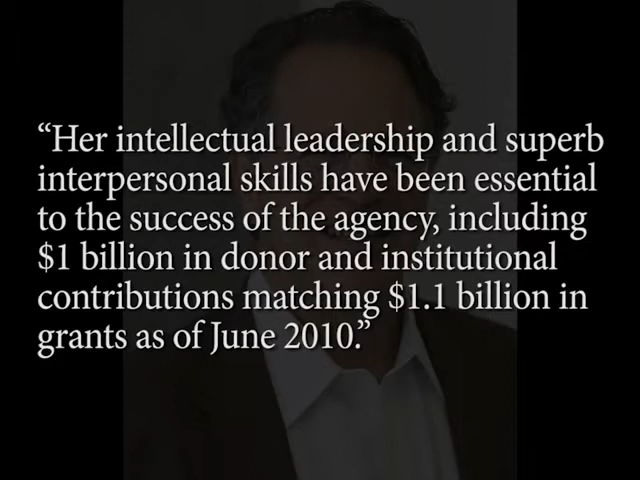 “Her intellectual leadership and superb
interpersonal skills have been essential
to the success of the agency, including
$1 billion in donor and institutional
contributions matching $1.1 billion in
grants as of June 2010.”